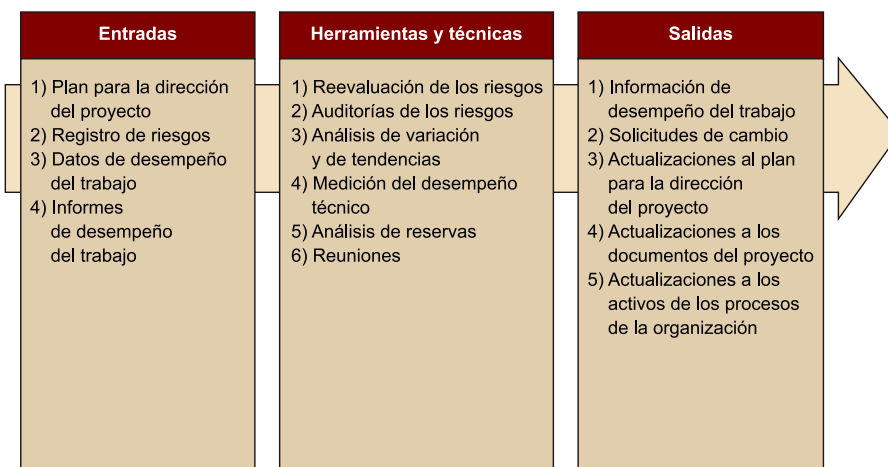 Entradas
1) Plan para la dirección
del proyecto
2) Registro de riesgos
3) Datos de desempeño
del trabajo
4) Informes
de desempeño
del trabajo
Herramientas y técnicas
1) Reevaluación de los riesgos
2) Auditorías de los riesgos
3) Análisis de variación
y de tendencias
4) Medición del desempeño
técnico
5) Análisis de reservas
6) Reuniones
Salidas
1) Información de
desempeño del trabajo
2) Solicitudes de cambio
3) Actualizaciones al plan
para la dirección
del proyecto
4) Actualizaciones a los
documentos del proyecto
5) Actualizaciones a los
activos de los procesos
de la organización